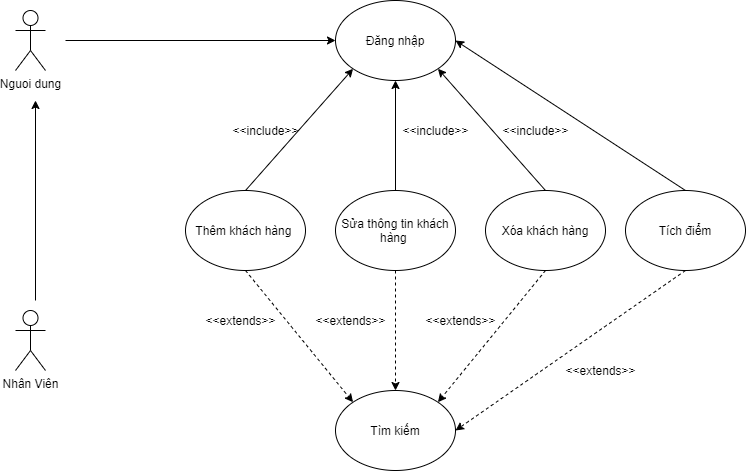 Đăng nhập
Nguoi dung
<<include>>
<<include>>
<<include>>
Thêm khách hàng
Sửa thông tin khách
hàng
Xóa khách hàng
Tích điểm
<<extends>>
<<extends>>
<<extends>>
<<extends>>
Nhân Viên
Tìm kiếm